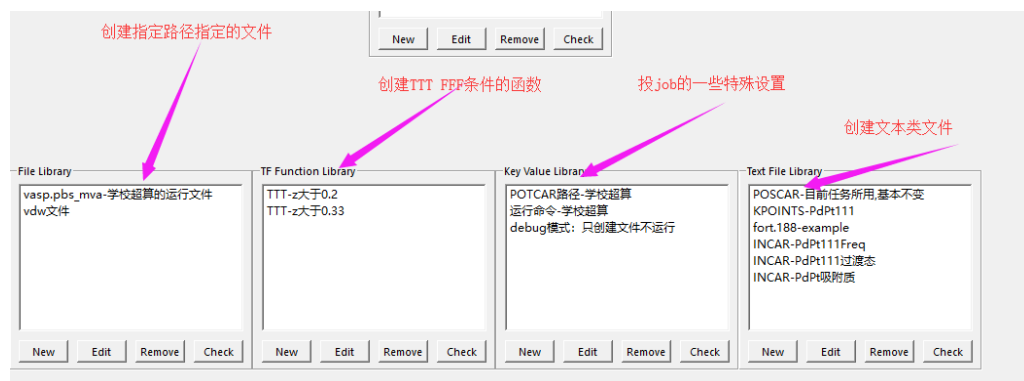 创建指定路径指定的文件
New Edit Remove Check
创建TTT FFF条件的函数
投job的一些特殊设置
创建文本类文件
File Library
vasp.pbs_mva-学校超算的运行文件
vdw文件
New Edit Remove Check
TF Function Library
TTT-z大于0.2
TTT-z大于0.33
New Edit Remove Check
Key Value Library
POTCAR路径-学校超算
运行命令-学校超算
debug模式：只创建文件不运行
New Edit Remove Check
Text File Library
POSCAR-目前任务所用,基本不变
KPOINTS-PdPt111
fort.188-example
INCAR-PdPt111Freq
INCAR-PdPt111过渡态
INCAR-PdPt吸附质
New Edit Remove Check